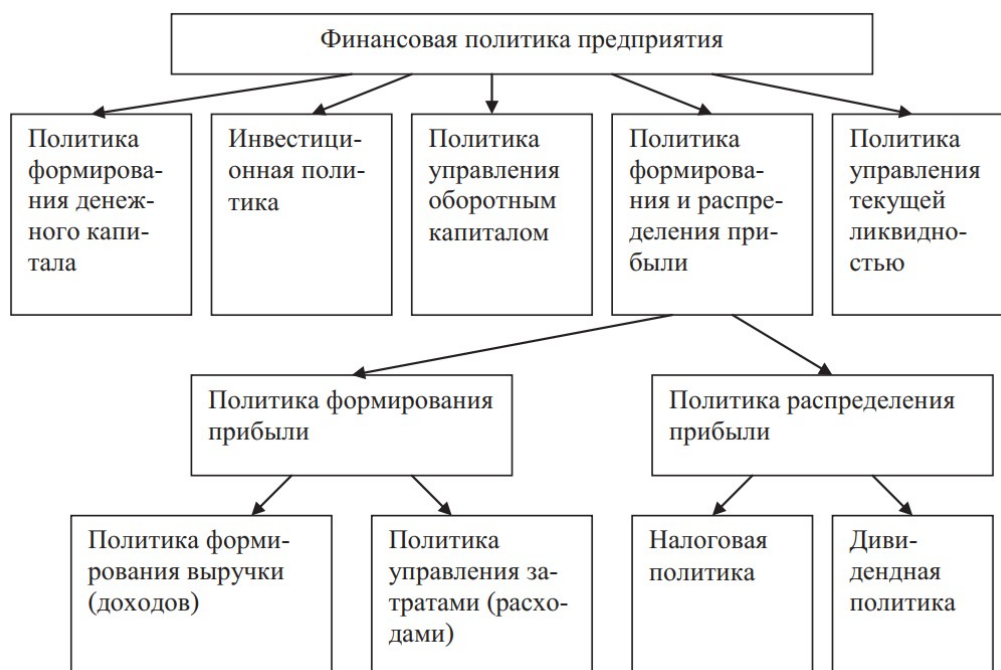 Финансовая политика предприятия
Политика
формирова-
ния денеж-
ного капи-
тала
Инвестици-
онная поли-
тика
Политика
управления
оборотным
капиталом
Политика
формирова-
ния и распре-
деления при-
были
Политика
управления
текущей
ликвидно-
стью
Политика формирования
прибыли
Политика распределения
прибыли
Политика форми-
рования выручки
(доходов)
Политика
управления за-
тратами (расхо-
дами)
Налоговая
политика
Диви-
дендная
политика